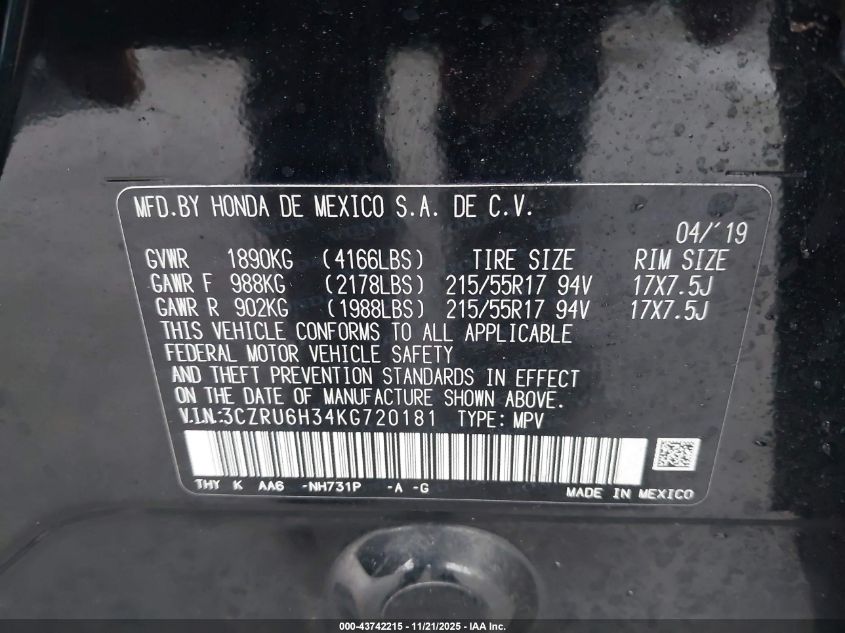 MFD.BY HONDA DE MEXICO S.A. DE C.V.
04/'19
GVWR 1890KG (4166LBS) TIRE SIZE RIM SIZE
GAWR F 988KG (2178LBS) 215/55R17 94V 17X7.5J
GAWR R 902KG (1988LBS) 215/55R17 94V 17X7.5J
THIS VEHICLE CONFORMS TO ALL APPLICABLE
FEDERAL MOTOR VEHICLE SAFETY
AND THEFT PREVENTION STANDARDS IN EFFECT
ON THE DATE OF MANUFACTURE SHOWN ABOVE.
V.I.N.:3CZRU6H34KG720181 TYPE: MPV
THY K AA6 -NH731P -A -G MADE IN MEXICO
000-43742215 - 11/21/2025 - IAA Inc.